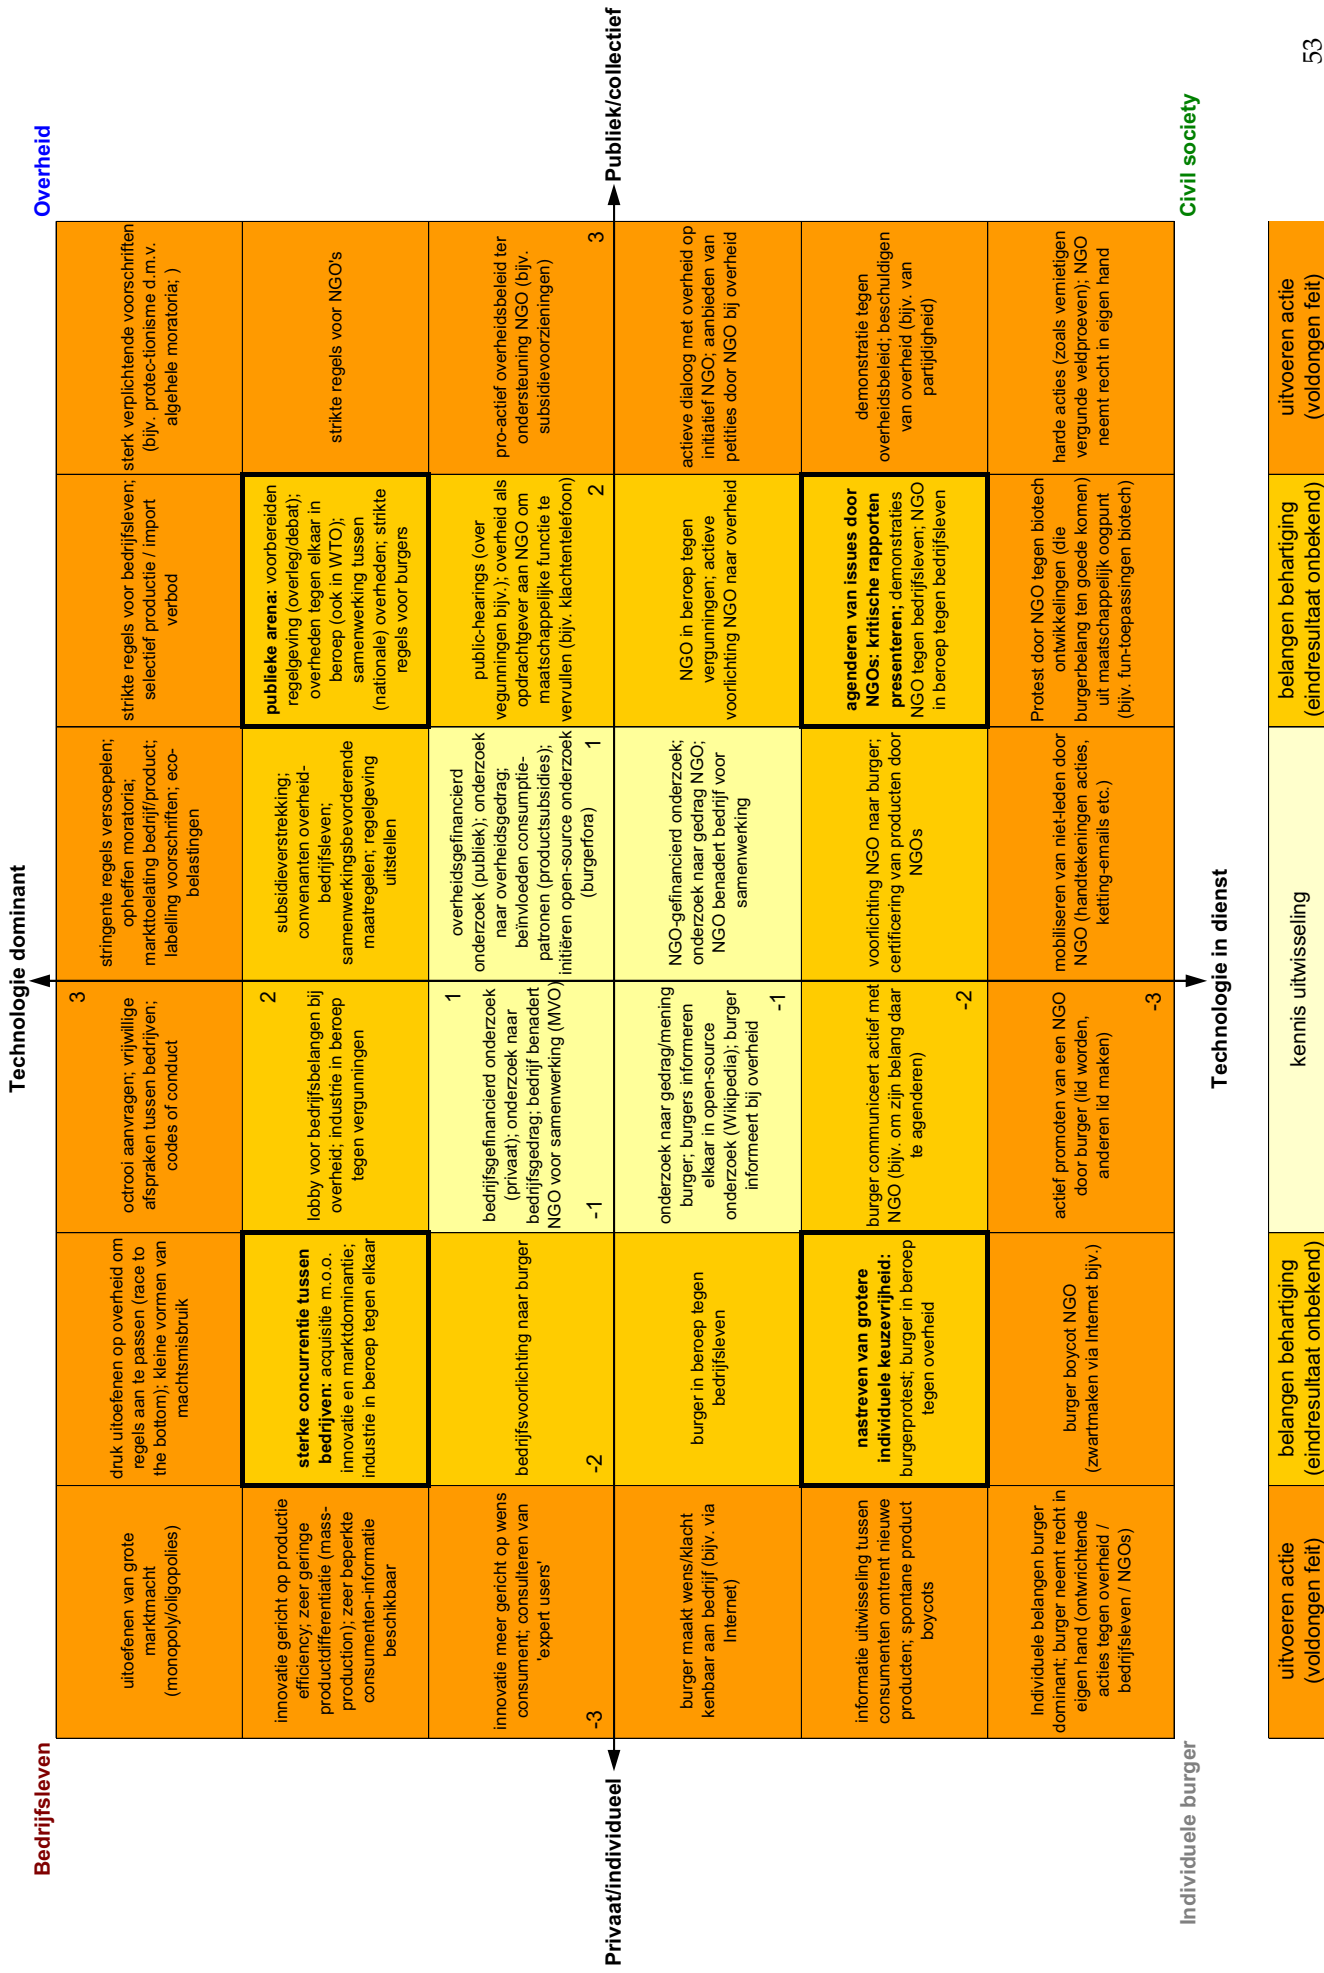 Technologie dominant
Bedrijfsleven
Overheid
uitoefenen van grote
marktmacht
(monopoly/oligopolies)
druk uitoefenen op overheid om
regels aan te passen (race to
the bottom); kleine vormen van
machtsmisbruik
octrooi aanvragen; vrijwillige
afspraken tussen bedrijven;
codes of conduct
3
stringente regels versoepelen;
opheffen moratoria;
markttoelating bedrijf/product;
labelling voorschriften; eco-
belastingen
strikte regels voor bedrijfsleven;
selectief productie / import
verbod
sterk verplichtende voorschriften
(bijv. protec-tionisme d.m.v.
algehele moratoria; )
innovatie gericht op productie
efficiency; zeer geringe
productdifferentiatie (mass-
production); zeer beperkte
consumenten-informatie
beschikbaar
sterke concurrentie tussen
bedrijven: acquisitie m.o.o.
innovatie en marktdominantie;
industrie in beroep tegen elkaar
lobby voor bedrijfsbelangen bij
overheid; industrie in beroep
tegen vergunningen
2
subsidieverstrekking;
convenanten overheid-
bedrijfsleven;
samenwerkingsbevorderende
maatregelen; regelgeving
uitstellen
publieke arena: voorbereiden
regelgeving (overleg/debat);
overheden tegen elkaar in
beroep (ook in WTO);
samenwerking tussen
(nationale) overheden; strikte
regels voor burgers
strikte regels voor NGO's
innovatie meer gericht op wens
consument; consulteren van
'expert users'
-3
bedrijfsvoorlichting naar burger
-2
bedrijfsgefinancierd onderzoek
(privaat); onderzoek naar
bedrijfsgedrag; bedrijf benadert
NGO voor samenwerking (MVO)
-1
1
overheidsgefinancierd
onderzoek (publiek); onderzoek
naar overheidsgedrag;
beïnvloeden consumptie-
patronen (productsubsidies);
initiëren open-source onderzoek
(burgerfora)
1
public-hearings (over
vegunningen bijv.); overheid als
opdrachtgever aan NGO om
maatschappelijke functie te
vervullen (bijv. klachtentelefoon)
2
pro-actief overheidsbeleid ter
ondersteuning NGO (bijv.
subsidievoorzieningen)
3
Privaat/individueel
Publiek/collectief
burger maakt wens/klacht
kenbaar aan bedrijf (bijv. via
Internet)
burger in beroep tegen
bedrijfsleven
onderzoek naar gedrag/mening
burger; burgers informeren
elkaar in open-source
onderzoek (Wikipedia); burger
informeert bij overheid
-1
NGO-gefinancierd onderzoek;
onderzoek naar gedrag NGO;
NGO benadert bedrijf voor
samenwerking
NGO in beroep tegen
vergunningen; actieve
voorlichting NGO naar overheid
actieve dialoog met overheid op
initiatief NGO; aanbieden van
petities door NGO bij overheid
informatie uitwisseling tussen
consumenten omtrent nieuwe
producten; spontane product
boycots
nastreven van grotere
individuele keuzevrijheid:
burgerprotest; burger in beroep
tegen overheid
burger communiceert actief met
NGO (bijv. om zijn belang daar
te agenderen)
-2
voorlichting NGO naar burger;
certificering van producten door
NGOs
agenderen van issues door
NGOs: kritische rapporten
presenteren; demonstraties
NGO tegen bedrijfsleven; NGO
in beroep tegen bedrijfsleven
demonstratie tegen
overheidsbeleid; beschuldigen
van overheid (bijv. van
partijdigheid)
Individuele belangen burger
dominant; burger neemt recht in
eigen hand (ontwrichtende
acties tegen overheid /
bedrijfsleven / NGOs)
burger boycot NGO
(zwartmaken via Internet bijv.)
actief promoten van een NGO
door burger (lid worden,
anderen lid maken)
-3
mobiliseren van niet-leden door
NGO (handtekeningen acties,
ketting-emails etc.)
Protest door NGO tegen biotech
ontwikkelingen (die
burgerbelang ten goede komen)
uit maatschappelijk oogpunt
(bijv. fun-toepassingen biotech)
harde acties (zoals vernietigen
vergunde veldproeven); NGO
neemt recht in eigen hand
Individuele burger
Civil society
Technologie in dienst
uitvoeren actie
(voldongen feit)
belangen behartiging
(eindresultaat onbekend)
kennis uitwisseling
belangen behartiging
(eindresultaat onbekend)
uitvoeren actie
(voldongen feit)
53